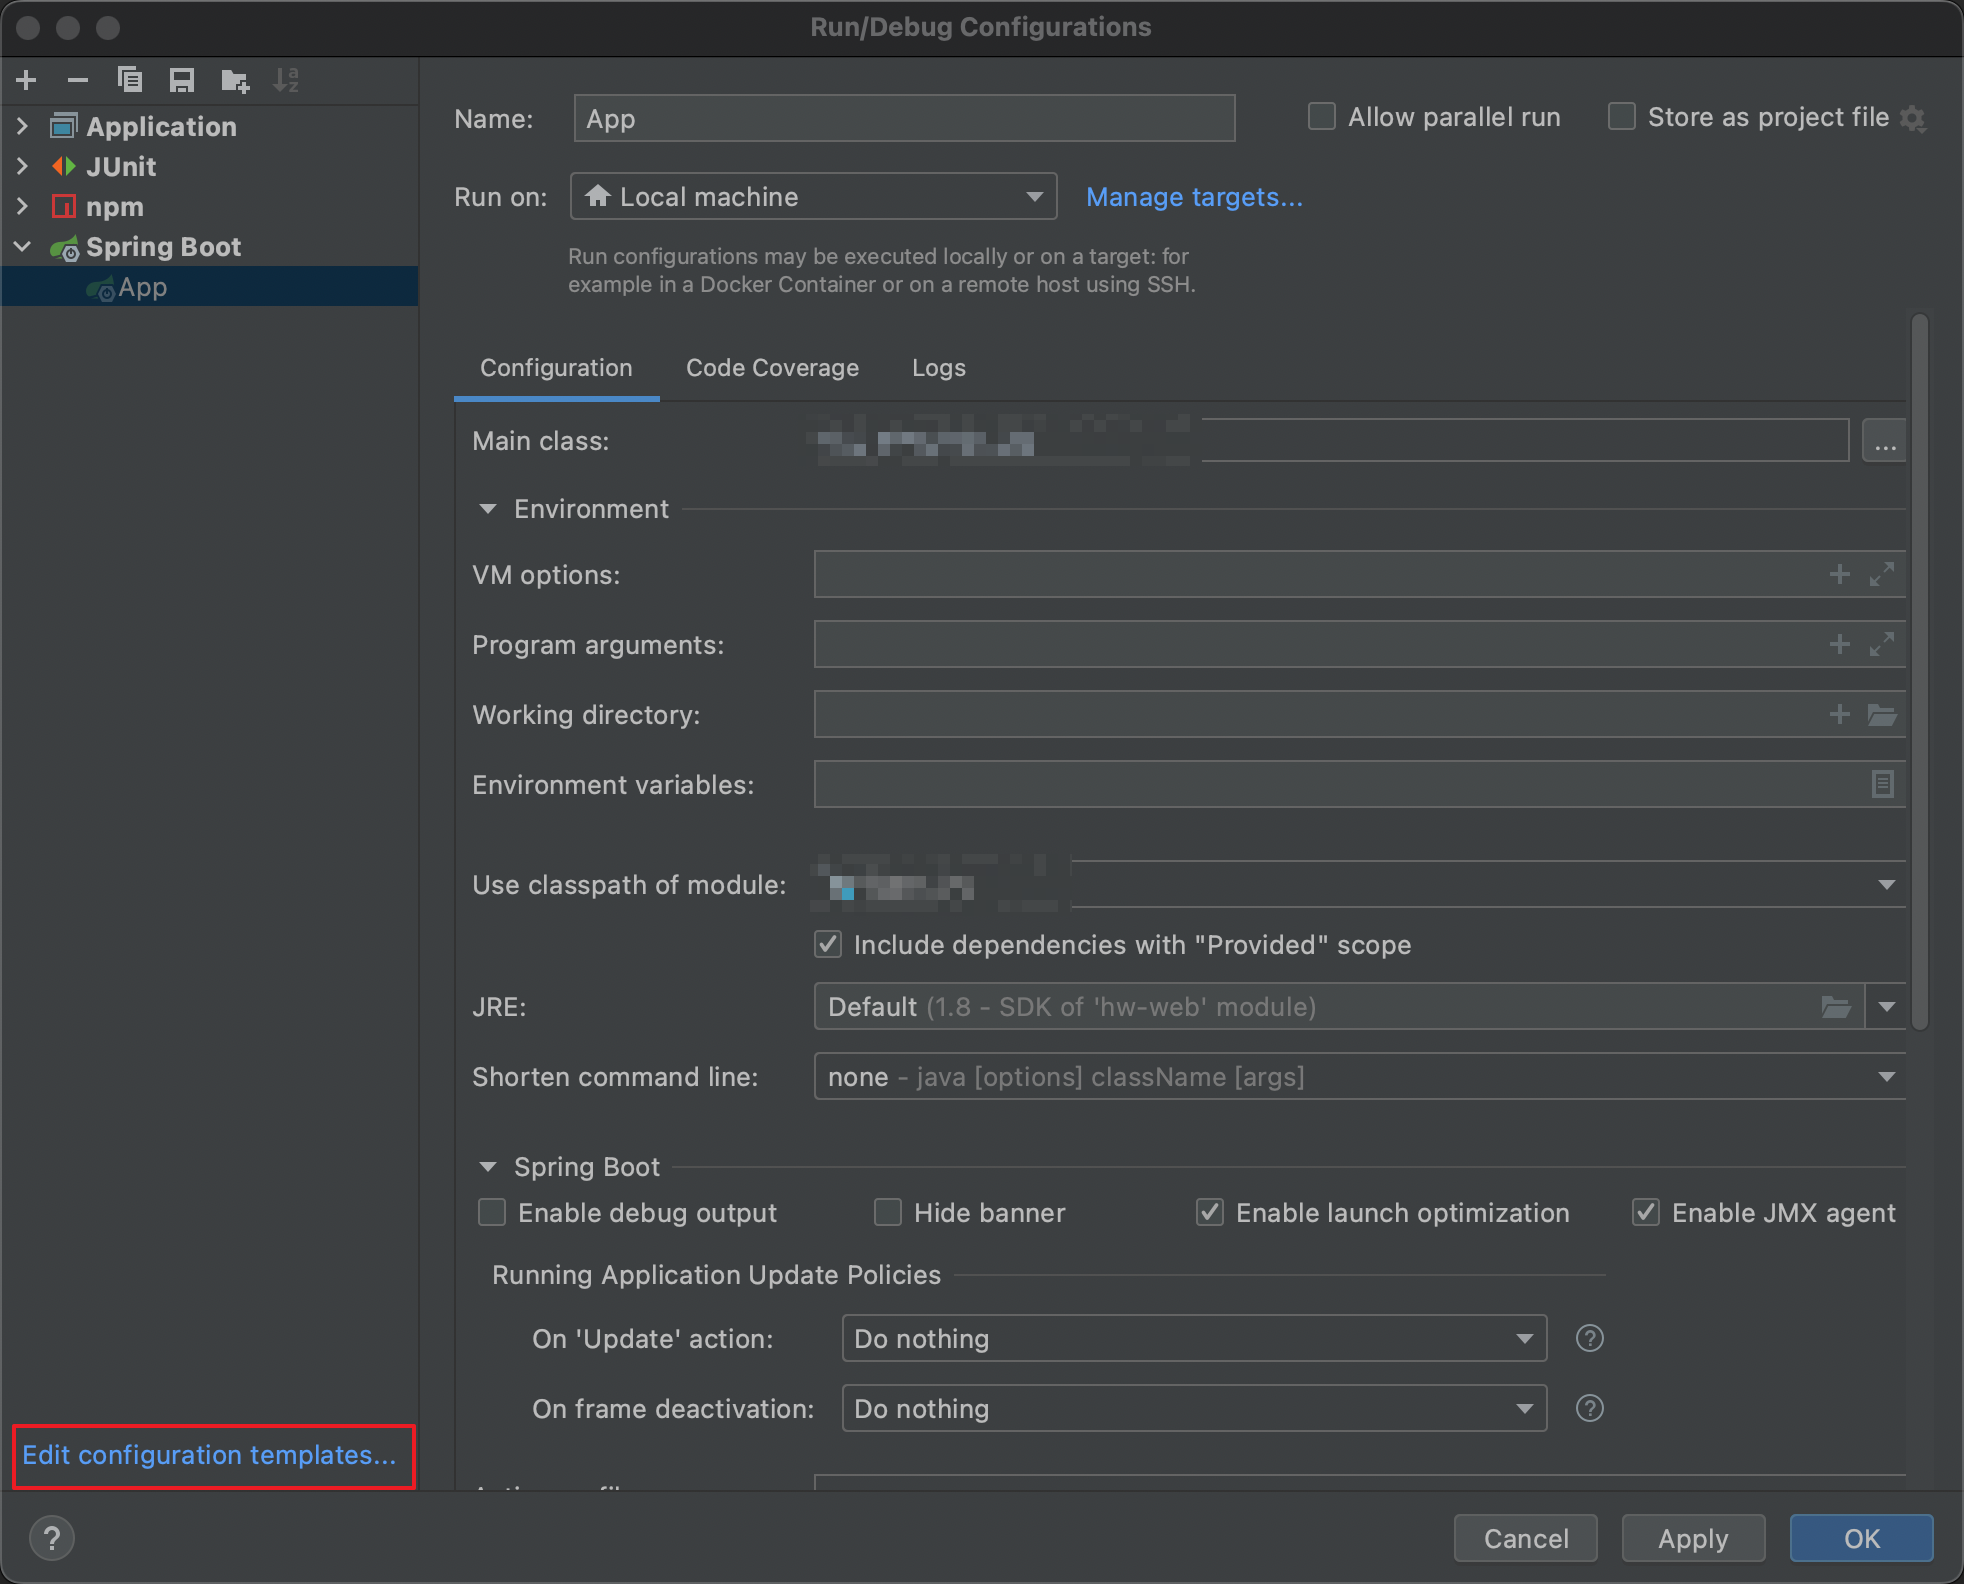 Run/Debug Configurations
Application
JUnit
npm
Spring Boot
App
Edit configuration templates...
Name: App
Allow parallel run
Store as project file
Run on: Local machine
Manage targets...
Run configurations may be executed locally or on a target: for
example in a Docker Container or on a remote host using SSH.
Configuration Code Coverage Logs
Main class:
...
Environment
VM options:
Program arguments:
Working directory:
Environment variables:
Use classpath of module:
Include dependencies with "Provided" scope
JRE: Default (1.8 - SDK of 'hw-web' module)
Shorten command line: none - java [options] className [args]
Spring Boot
Enable debug output Hide banner Enable launch optimization Enable JMX agent
Running Application Update Policies
On 'Update' action: Do nothing ?
On frame deactivation: Do nothing ?
? Cancel Apply OK